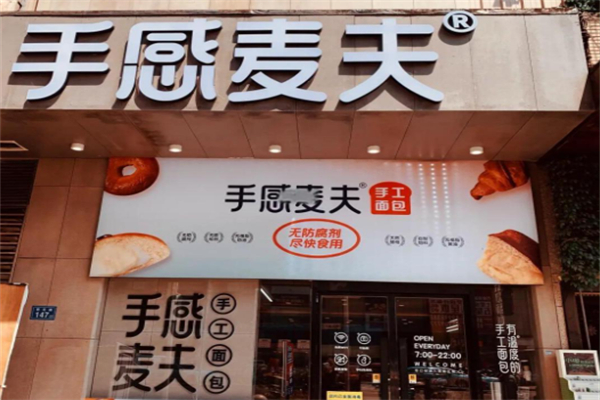 手感麦夫®
手感麦夫®
手工
面包
无防腐剂
尽快食用
147
手感
麦夫
手工面包
OPEN
EVERYDAY
7:00-22:00
WELCOME
有温度的
手工面包